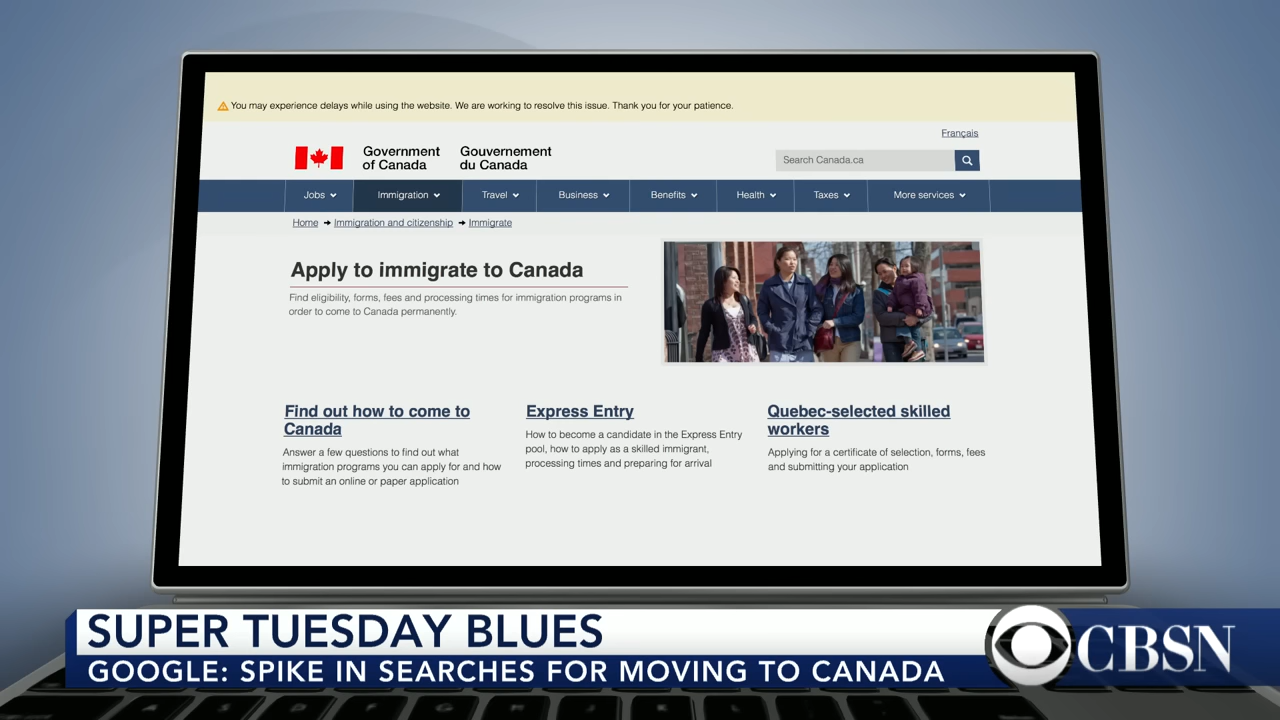 You may experience delays while using the website. We are working to resolve this issue. Thank you for your patience.
Français
Government of Canada
Gouvernement du Canada
Search Canada.ca
Jobs
Immigration
Travel
Business
Benefits
Health
Taxes
More services
Home → Immigration and citizenship → Immigrate
Apply to immigrate to Canada
Find eligibility, forms, fees and processing times for immigration programs in
order to come to Canada permanently.
Find out how to come to
Canada
Answer a few questions to find out what
immigration programs you can apply for and how
to submit an online or paper application
Express Entry
How to become a candidate in the Express Entry
pool, how to apply as a skilled immigrant,
processing times and preparing for arrival
Quebec-selected skilled
workers
Applying for a certificate of selection, forms, fees
and submitting your application
SUPER TUESDAY BLUES
GOOGLE: SPIKE IN SEARCHES FOR MOVING TO CANADA
CBSN